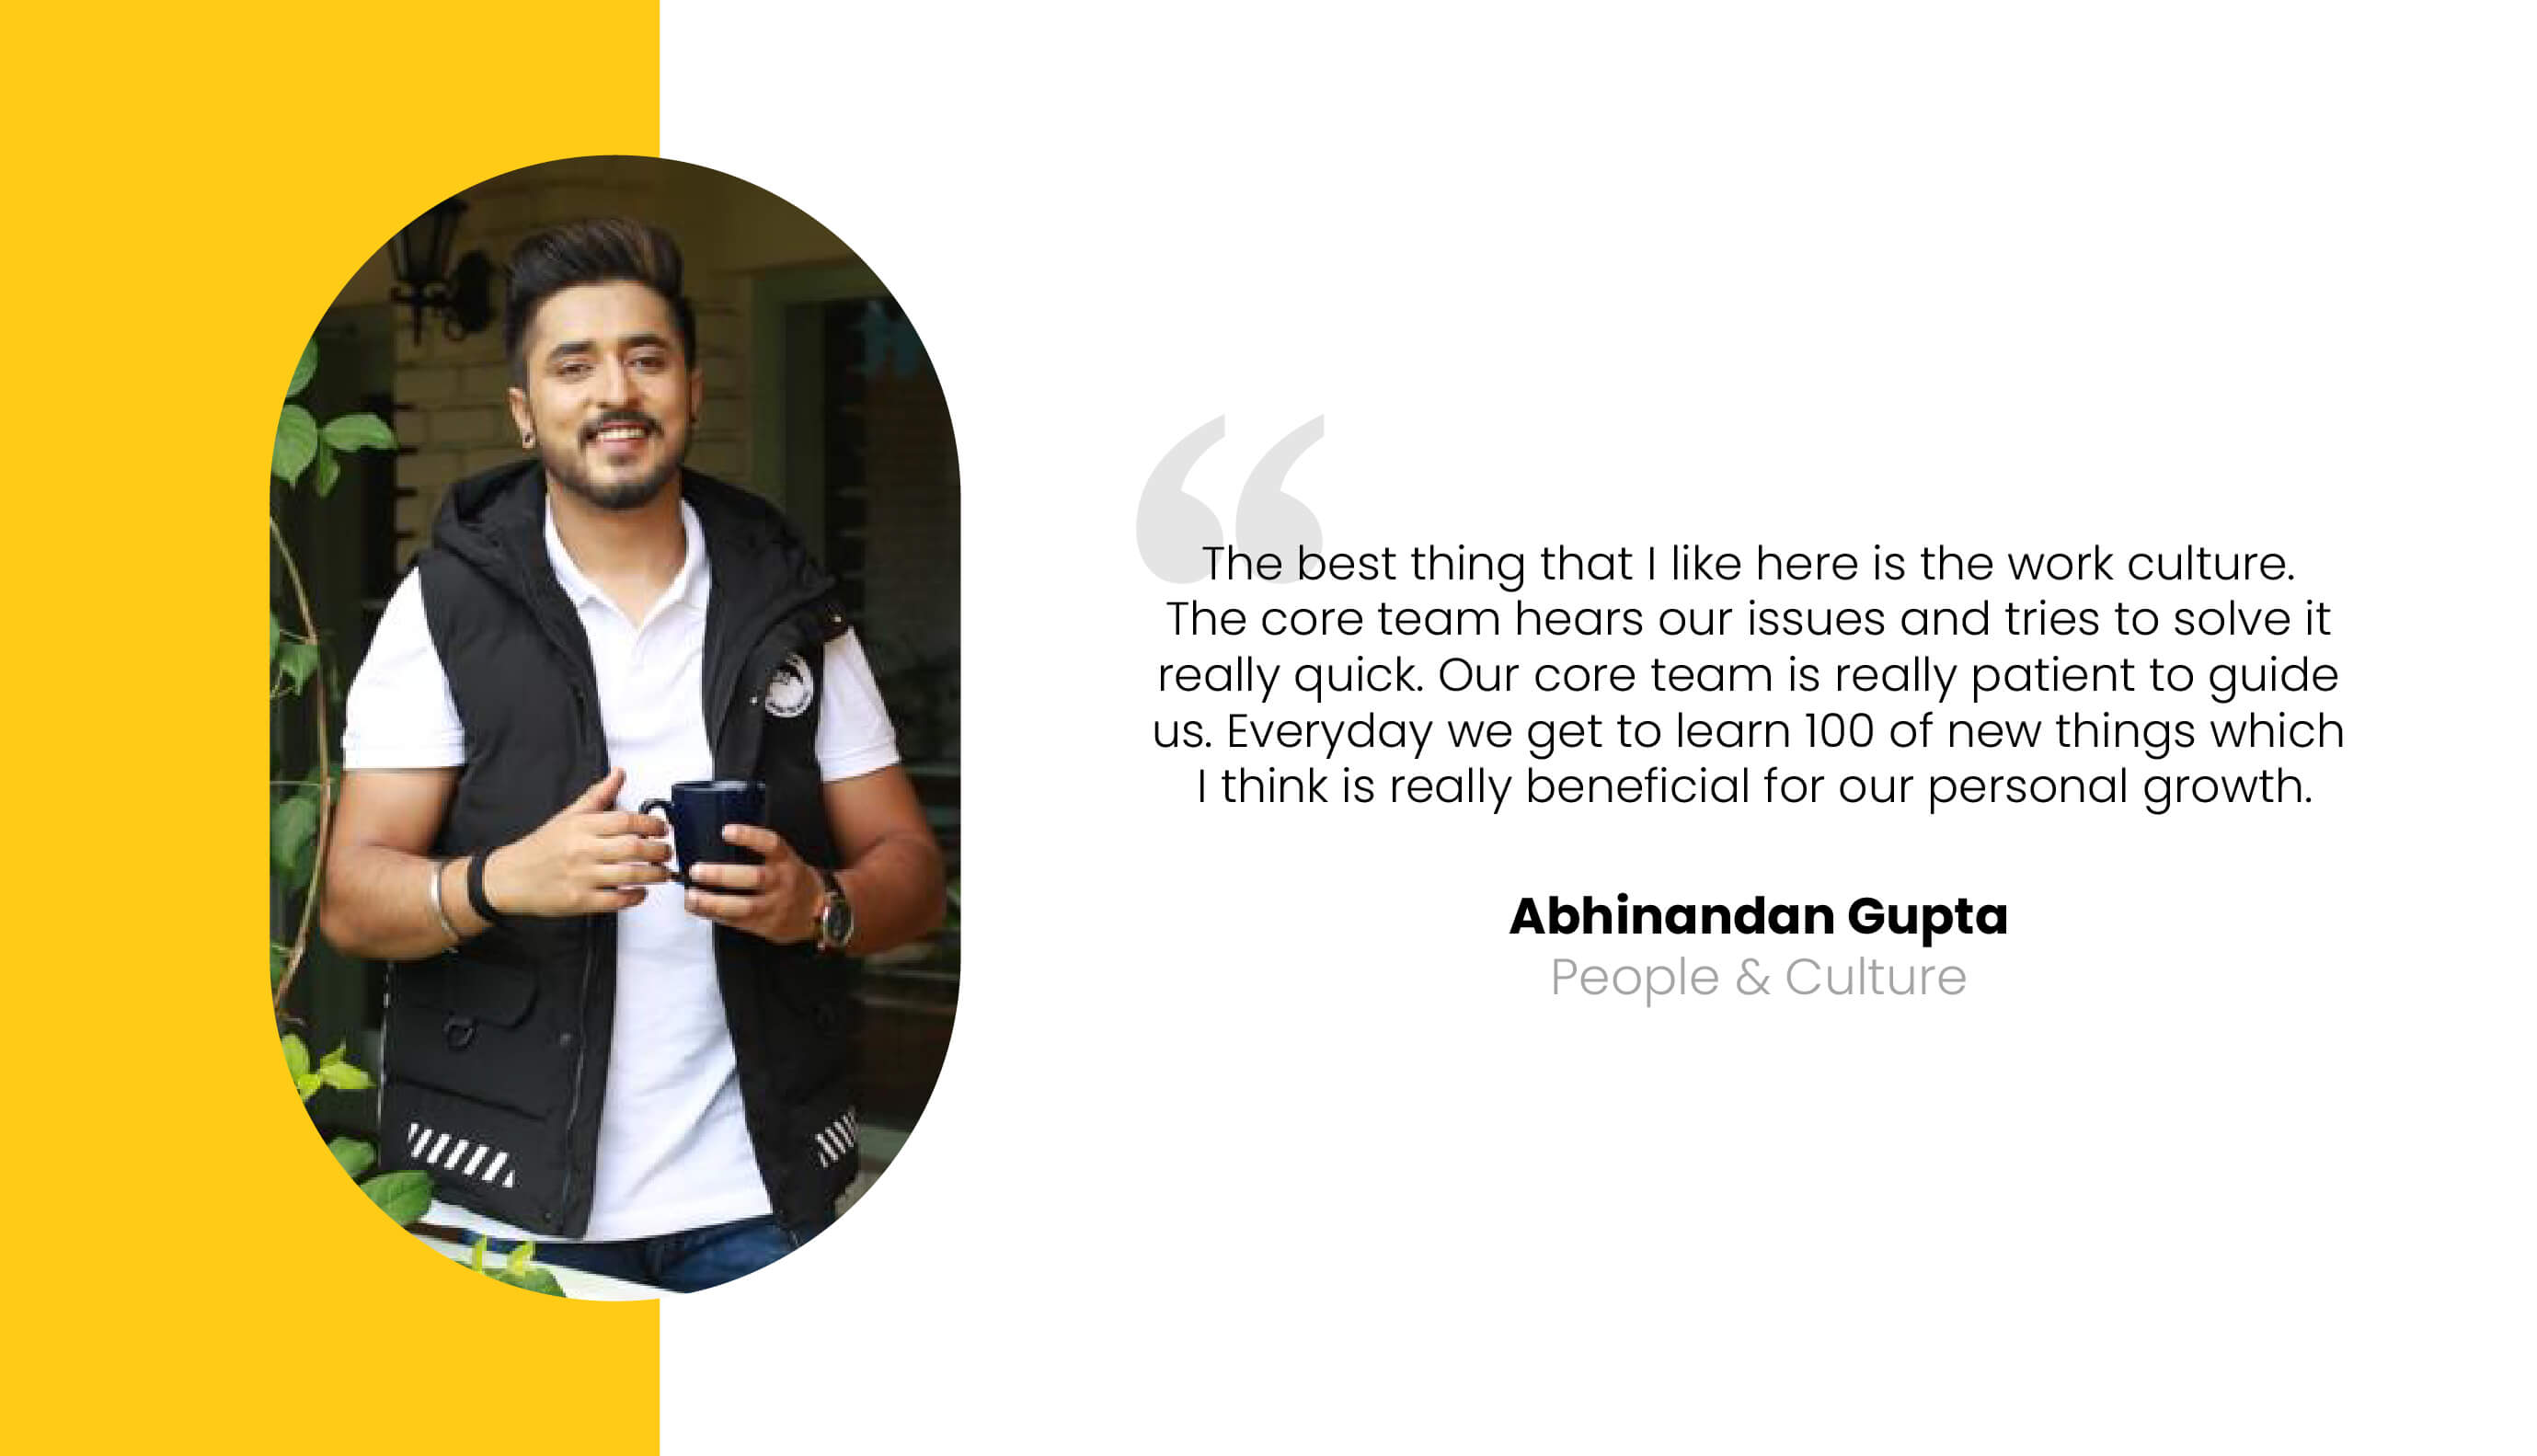 “
The best thing that I like here is the work culture.
The core team hears our issues and tries to solve it
really quick. Our core team is really patient to guide
us. Everyday we get to learn 100 of new things which
I think is really beneficial for our personal growth.
Abhinandan Gupta
People & Culture